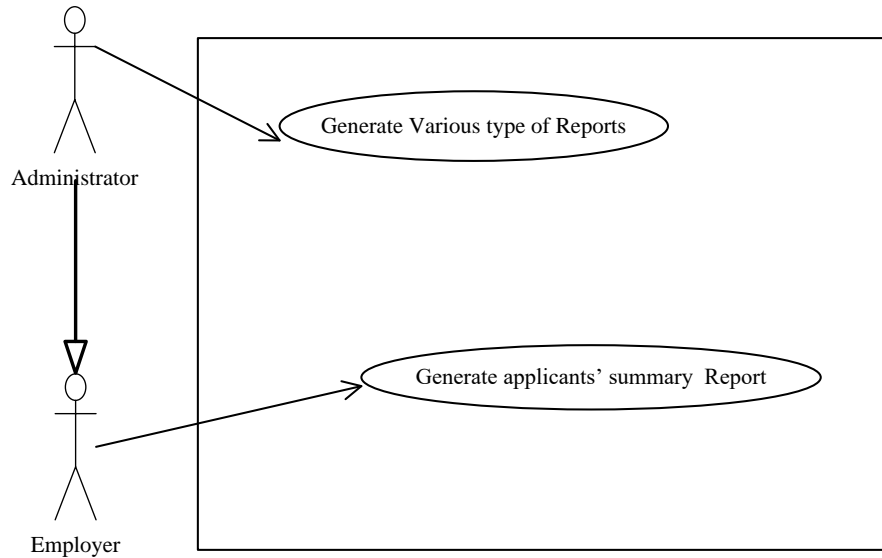 Generate Various type of Reports
Administrator
Generate applicants’ summary Report
Employer